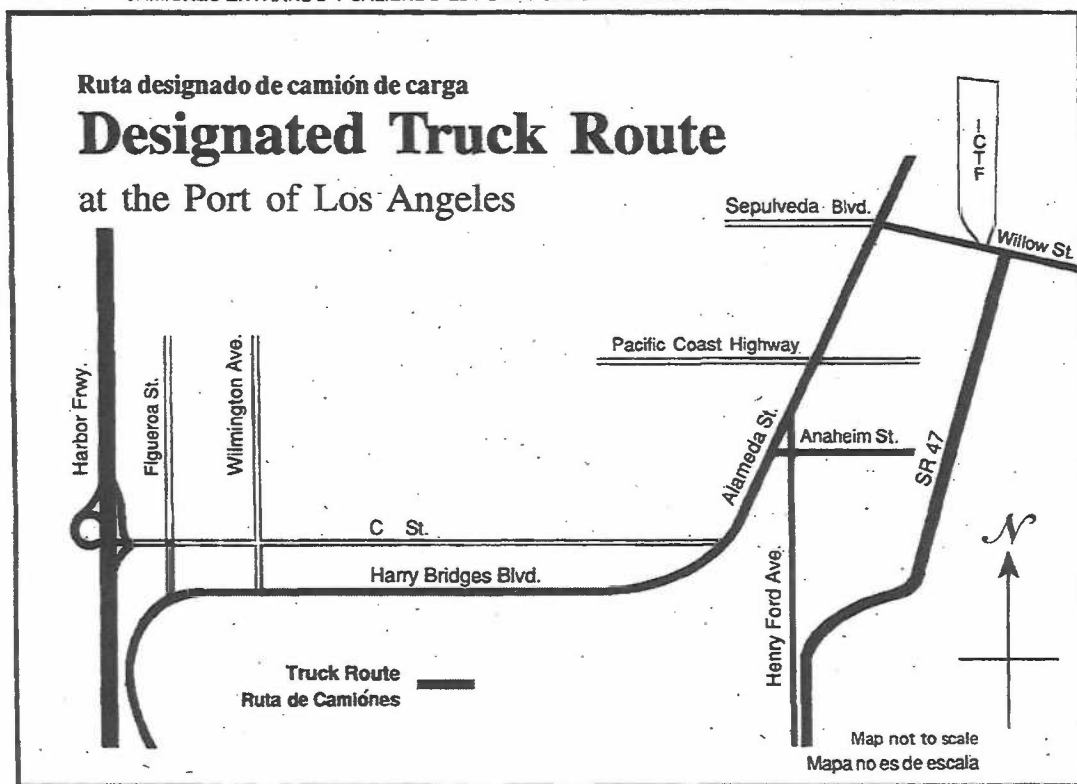 Ruta designado de camión de carga
Designated Truck Route
at the Port of Los Angeles
ICTF
Sepulveda Blvd.
Willow St.
Pacific Coast Highway
Harbor Frwy.
Figueroa St.
Wilmington Ave.
Alameda St.
Anaheim St.
SR 47
C St.
Harry Bridges Blvd.
Henry Ford Ave.
N
Truck Route
Ruta de Camiónes
Map not to scale
Mapa no es de escala